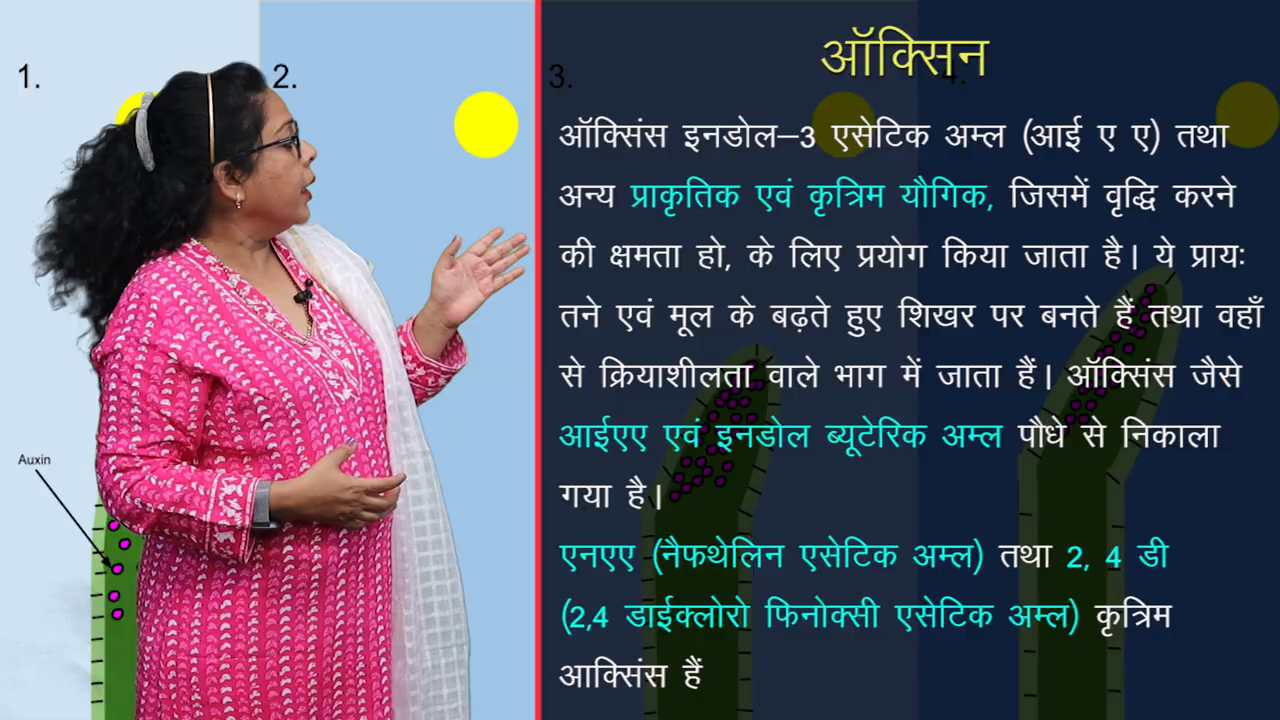 1.
2.
3.
4.
Auxin
ऑक्सिन
ऑक्सिंस इनडोल–3 एसेटिक अम्ल (आई ए ए) तथा
अन्य प्राकृतिक एवं कृत्रिम यौगिक, जिसमें वृद्धि करने
की क्षमता हो, के लिए प्रयोग किया जाता है। ये प्रायः
तने एवं मूल के बढ़ते हुए शिखर पर बनते हैं तथा वहाँ
से क्रियाशीलता वाले भाग में जाता हैं। ऑक्सिंस जैसे
आईएए एवं इनडोल ब्यूटेरिक अम्ल पौधे से निकाला
गया है।
एनएए (नैफथेलिन एसेटिक अम्ल) तथा 2, 4 डी
(2,4 डाईक्लोरो फिनोक्सी एसेटिक अम्ल) कृत्रिम
आक्सिंस हैं